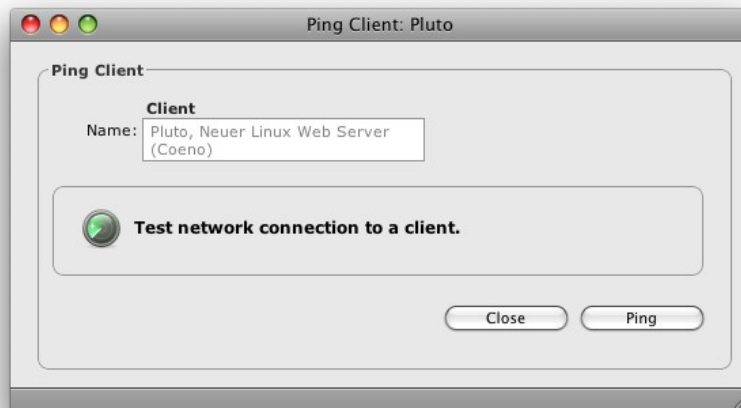 Ping Client: Pluto
Ping Client
Client
Name: Pluto, Neuer Linux Web Server
(Coeno)
Test network connection to a client.
Close Ping